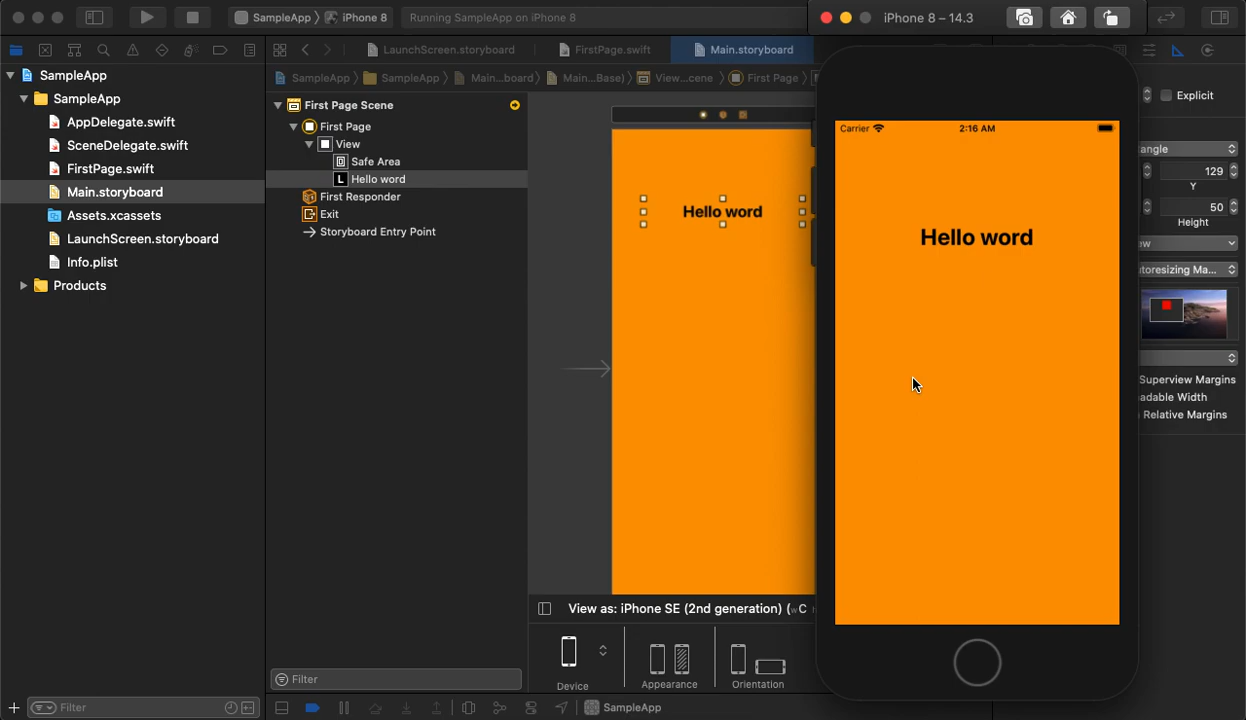 SampleApp
iPhone 8
Running SampleApp on iPhone 8
iPhone 8 – 14.3
LaunchScreen.storyboard
FirstPage.swift
Main.storyboard
SampleApp
SampleApp
Main...board
Main....Base)
View...cene
First Page
Explicit
SampleApp
SampleApp
AppDelegate.swift
SceneDelegate.swift
FirstPage.swift
Main.storyboard
Assets.xcassets
LaunchScreen.storyboard
Info.plist
Products
First Page Scene
First Page
View
Safe Area
L Hello word
First Responder
Exit
Storyboard Entry Point
Hello word
Carrier
2:16 AM
Hello word
angle
129
Y
50
Height
utoresizing Ma...
Superview Margins
adable Width
Relative Margins
View as: iPhone SE (2nd generation) (wC
Device
Appearance
Orientation
Filter
Filter
SampleApp